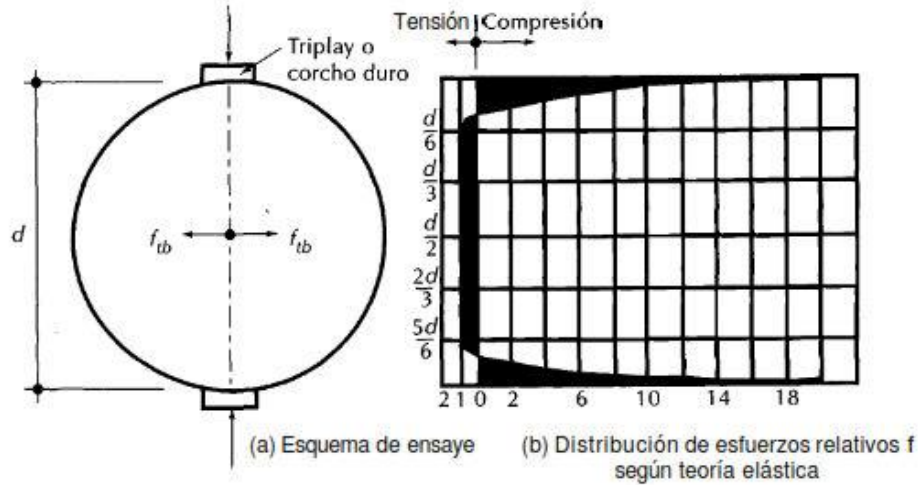 Tensión Compresión
Triplay o
corcho duro
d
f_tb f_tb
d/6
d/3
d/2
2d/3
5d/6
2 1 0 2 6 10 14 18
(a) Esquema de ensaye
(b) Distribución de esfuerzos relativos f
según teoría elástica